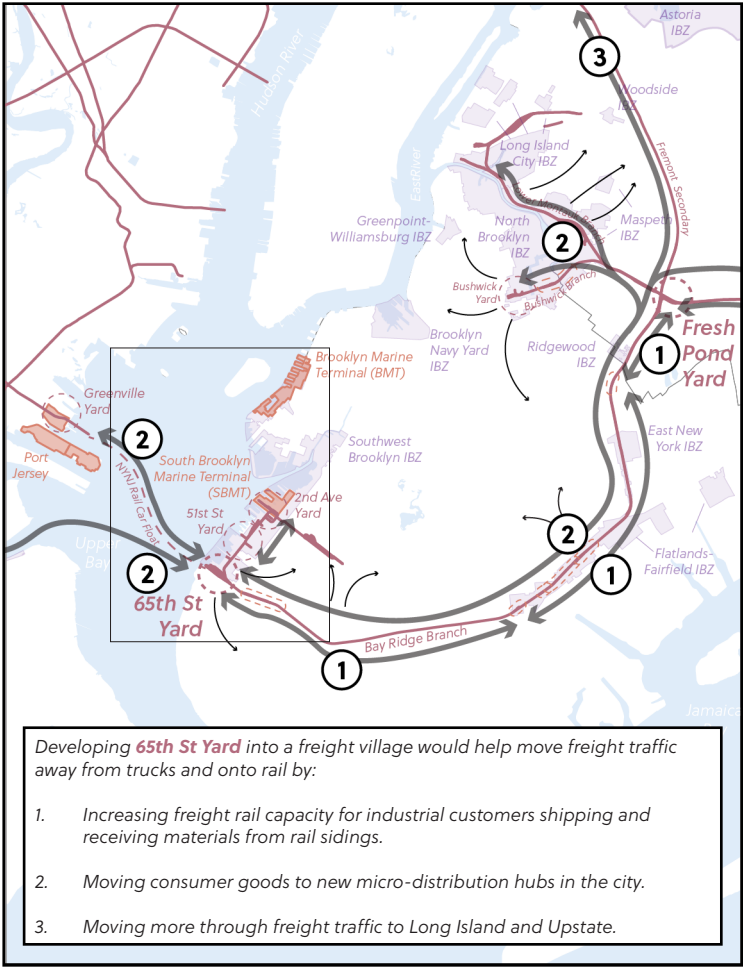 Astoria
IBZ
3
Hudson River
Woodside
IBZ
Long Island
City IBZ
Fremont Secondary
EastRiver
Lower Montauk Branch
Greenpoint-
Williamsburg IBZ
North
Brooklyn
IBZ
Maspeth
IBZ
2
Bushwick
Yard
Bushwick Branch
Fresh
Pond
Yard
Brooklyn
Navy Yard
IBZ
Ridgewood
IBZ
1
Brooklyn Marine
Terminal (BMT)
Greenville
Yard
2
Port
Jersey
NYNJ Rail Car Float
South Brooklyn
Marine Terminal
(SBMT)
Southwest
Brooklyn IBZ
East New
York IBZ
51st St
Yard
2nd Ave
Yard
Upper
Bay
2
2
Flatlands-
Fairfield IBZ
1
65th St
Yard
Bay Ridge Branch
1
Jamaica
Developing 65th St Yard into a freight village would help move freight traffic
away from trucks and onto rail by:
1. Increasing freight rail capacity for industrial customers shipping and
receiving materials from rail sidings.
2. Moving consumer goods to new micro-distribution hubs in the city.
3. Moving more through freight traffic to Long Island and Upstate.